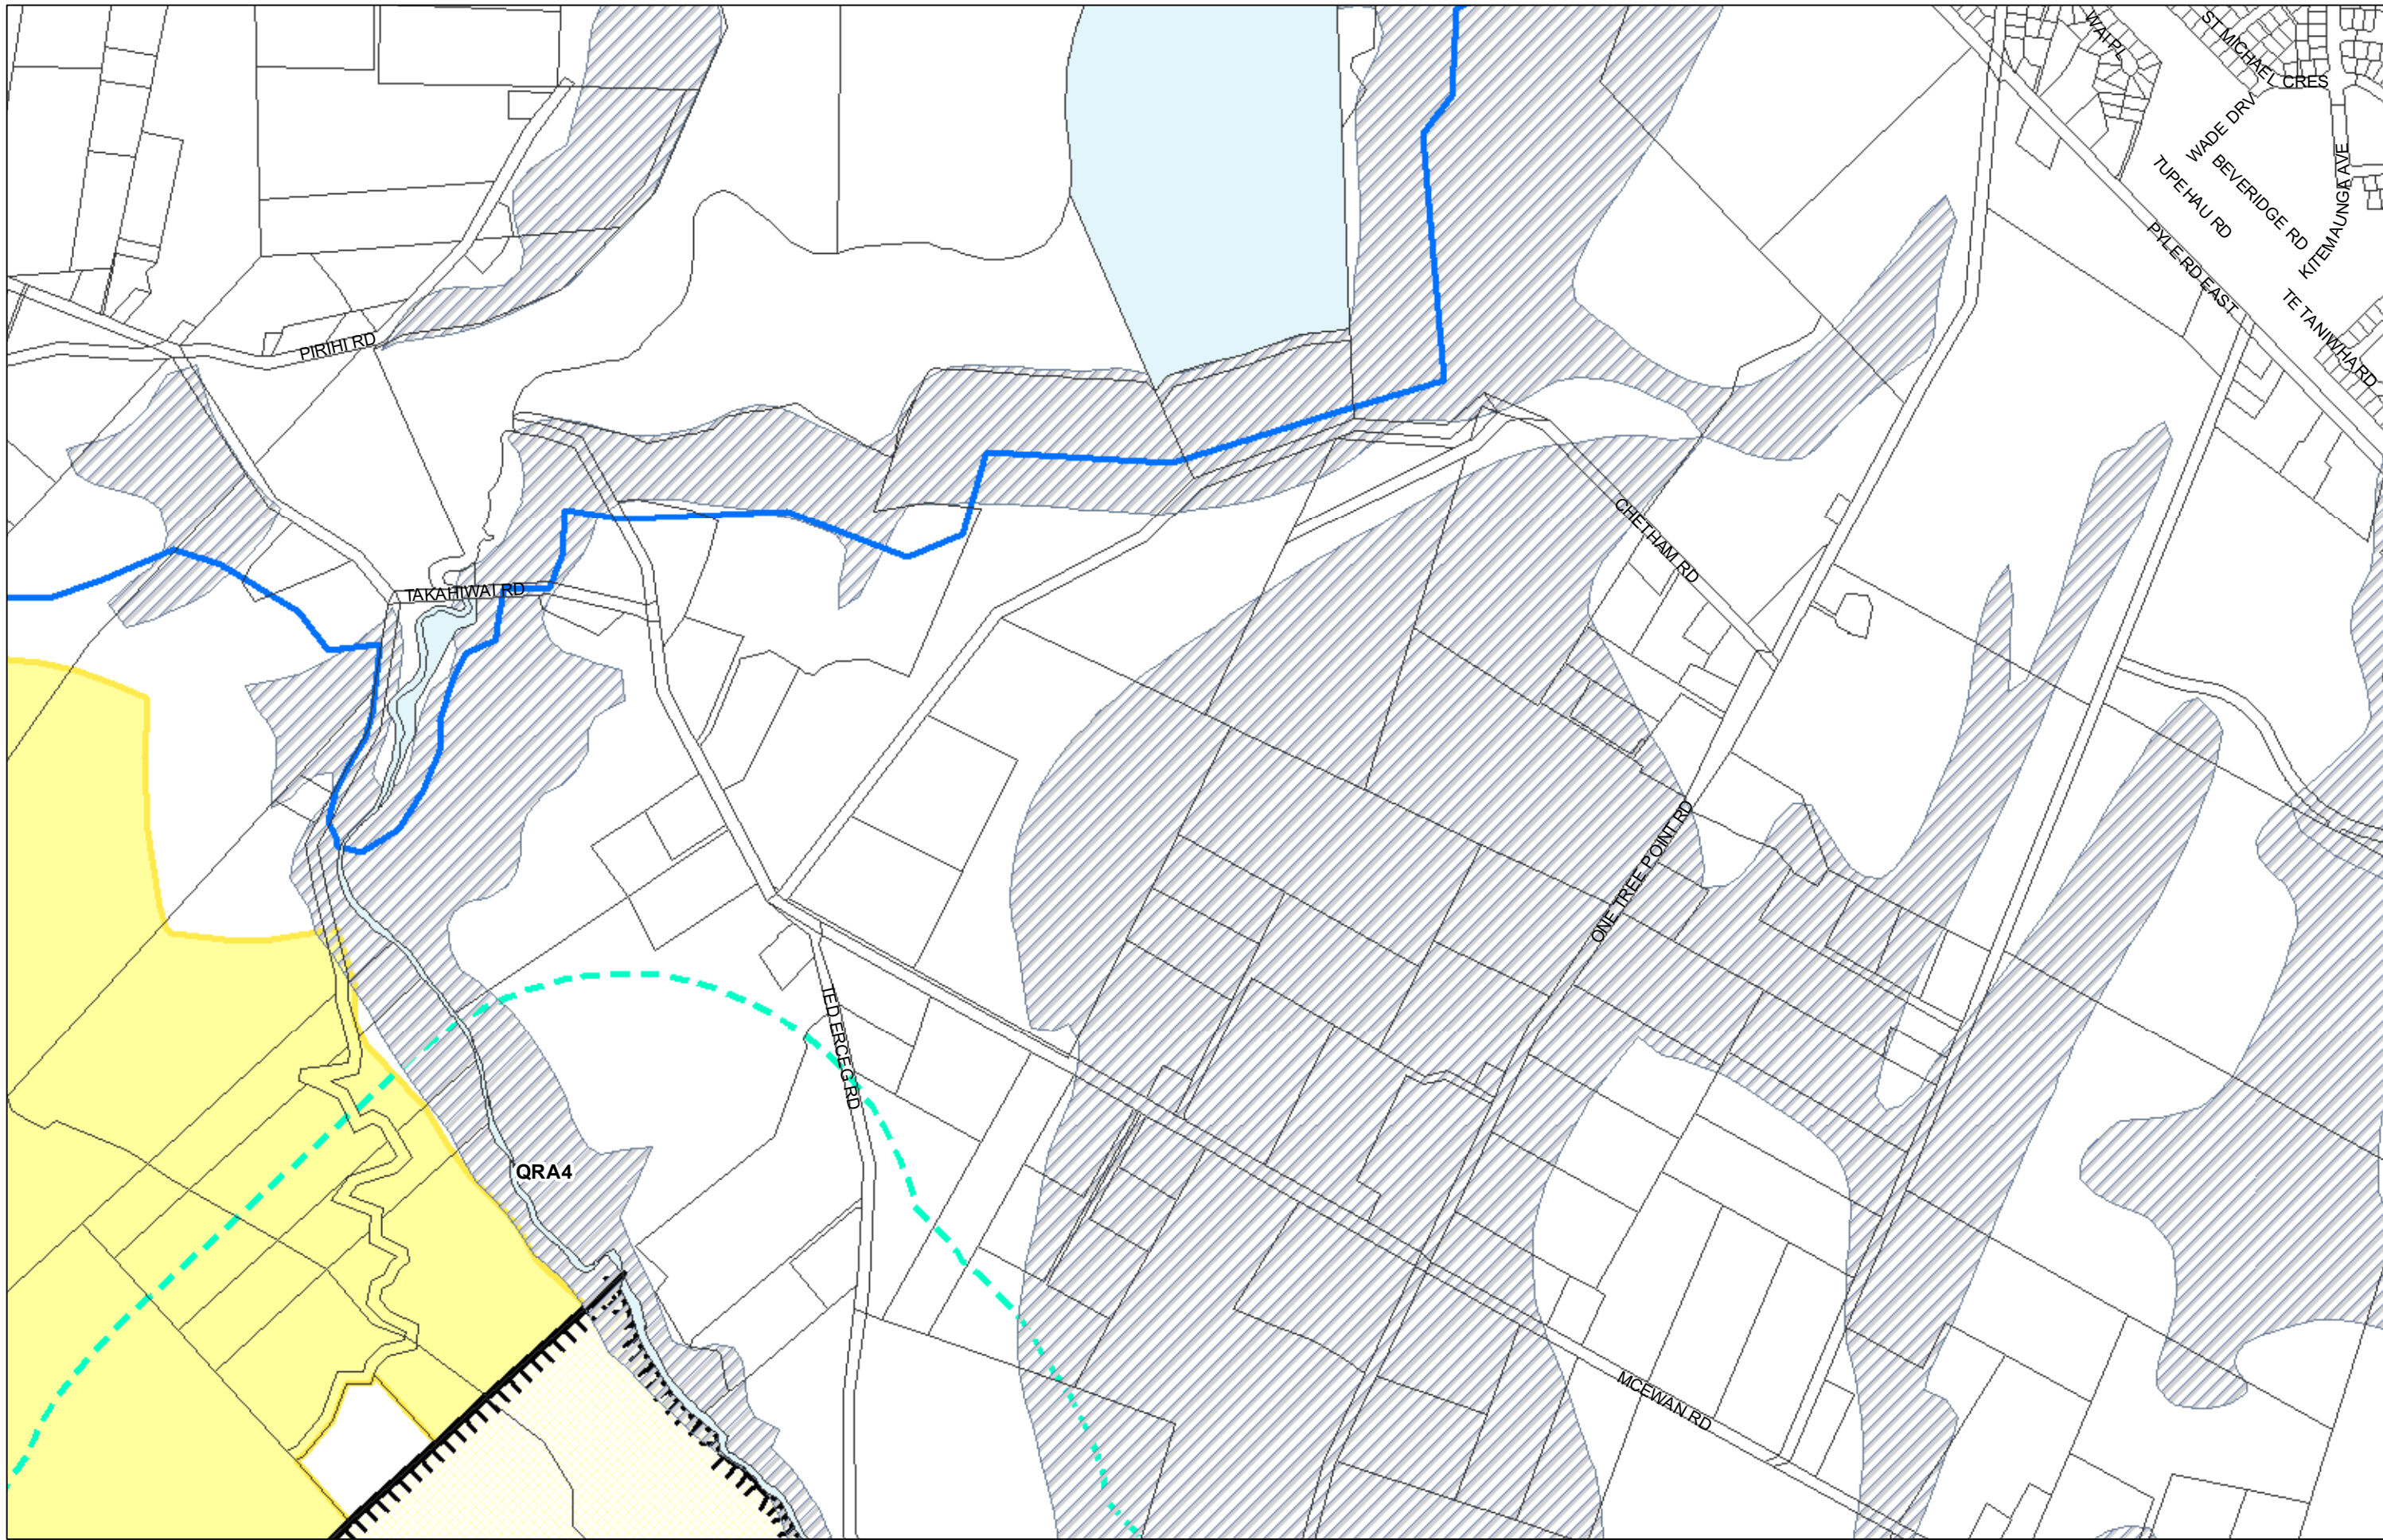 WAI PL
ST MICHAEL CRES
WADE DRV
BEVERIDGE RD
TUPEHAU RD
KITEMAUNGA AVE
PYLE RD EAST
TE TANIWHA RD
PIRIHI RD
TAKAHIWAI RD
CHETHAM RD
ONE TREE POINT RD
TED ERCEG RD
QRA4
MCEWAN RD